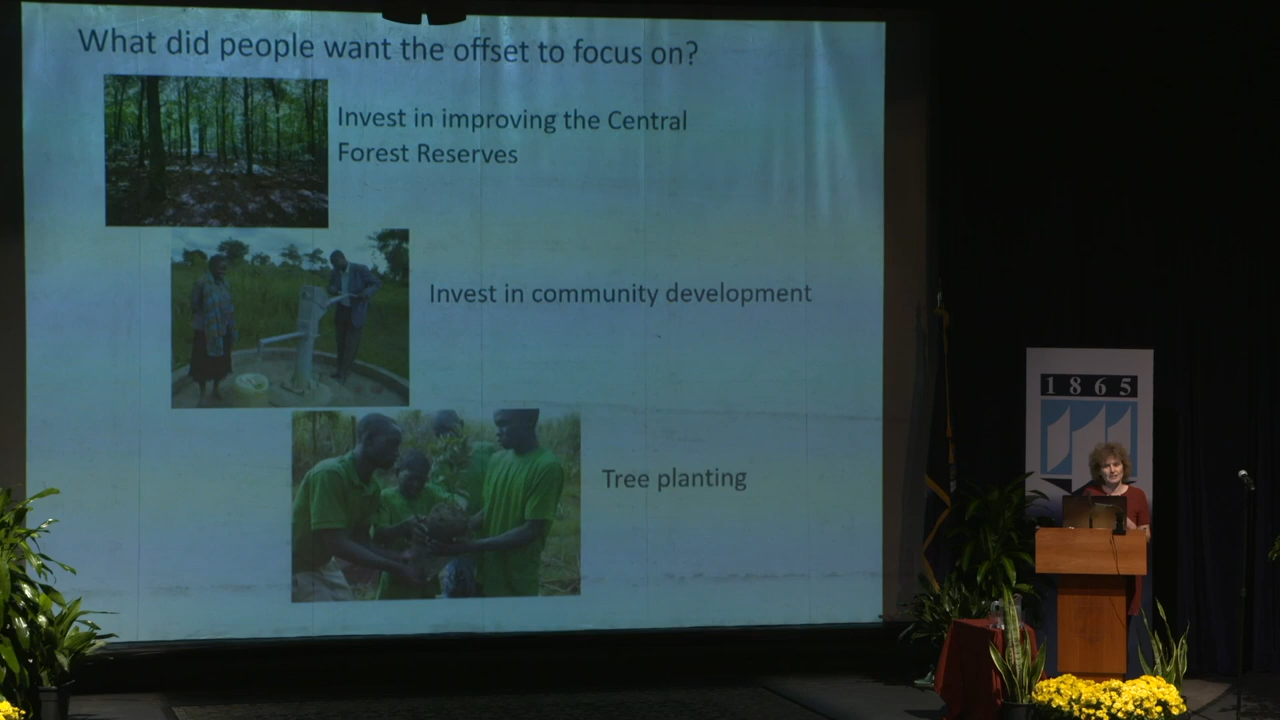 What did people want the offset to focus on?
Invest in improving the Central
Forest Reserves
Invest in community development
Tree planting
1865